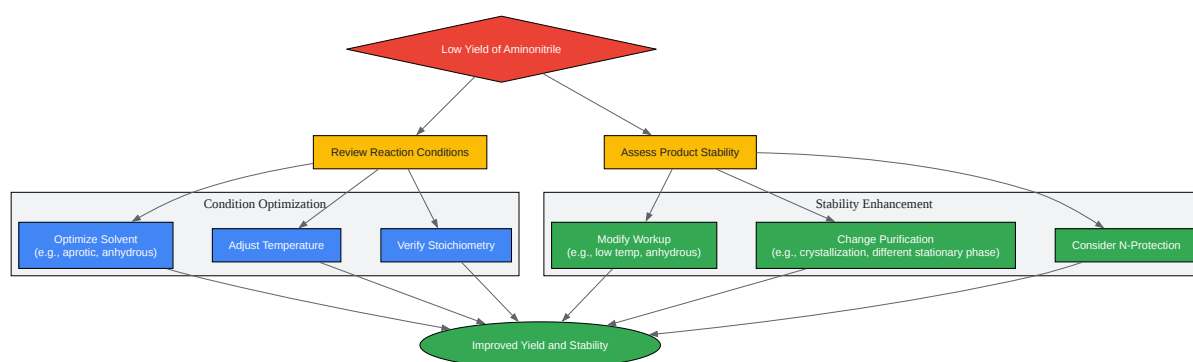 Low Yield of Aminonitrile
Review Reaction Conditions
Assess Product Stability
Condition Optimization
Stability Enhancement
Optimize Solvent
(e.g., aprotic, anhydrous)
Adjust Temperature
Verify Stoichiometry
Modify Workup
(e.g., low temp, anhydrous)
Change Purification
(e.g., crystallization, different stationary phase)
Consider N-Protection
Improved Yield and Stability